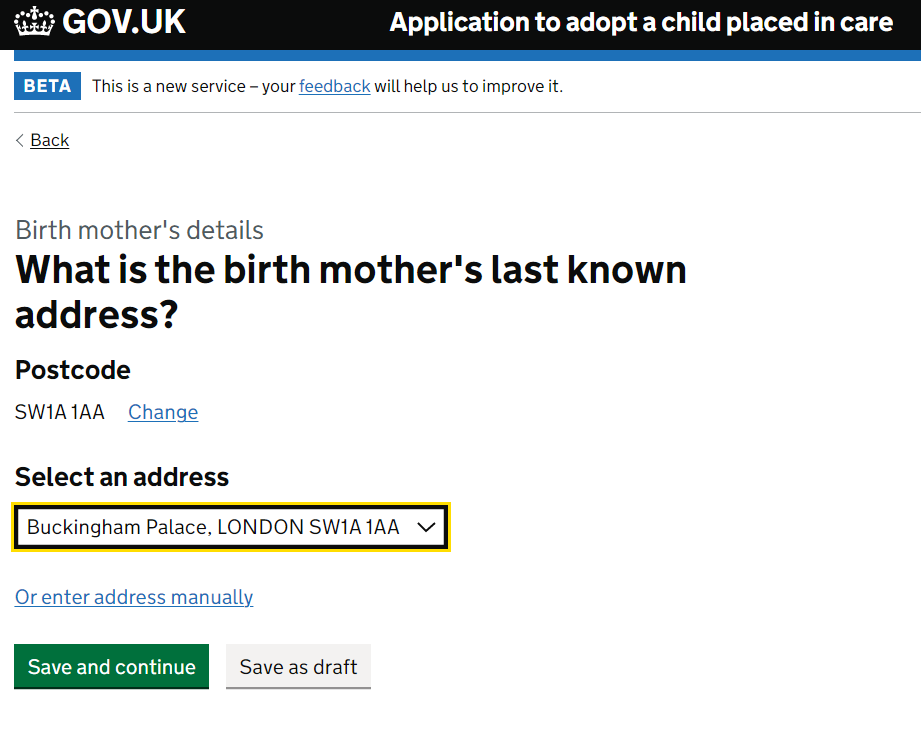 GOV.UK
Application to adopt a child placed in care
BETA This is a new service – your feedback will help us to improve it.
Back
Birth mother's details
What is the birth mother's last known
address?
Postcode
SW1A 1AA Change
Select an address
Buckingham Palace, LONDON SW1A 1AA
Or enter address manually
Save and continue Save as draft